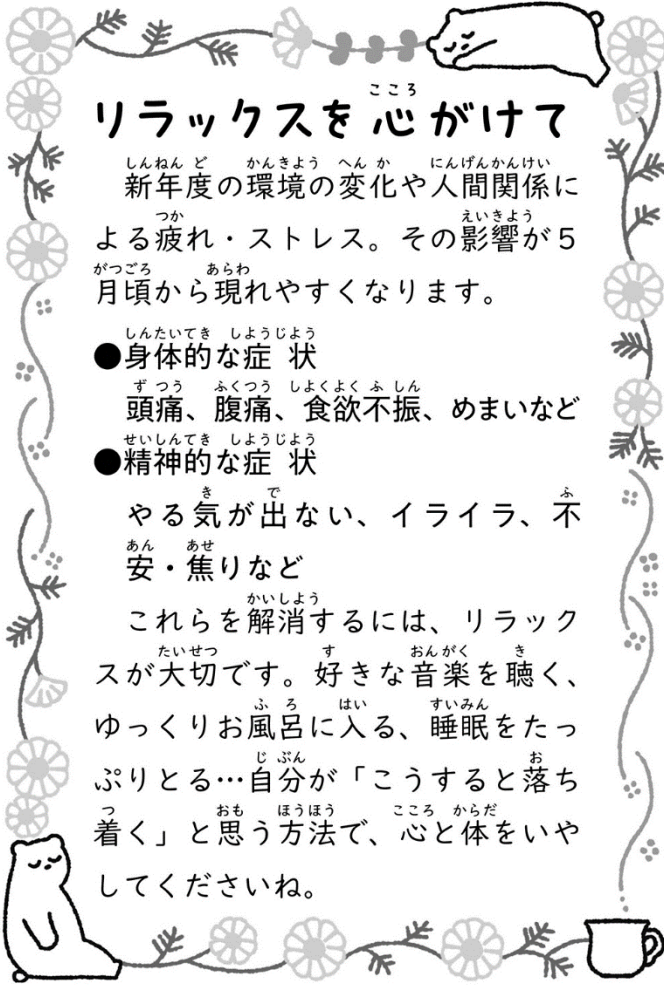 リラックスを心がけて
新年度の環境の変化や人間関係に
よる疲れ・ストレス。その影響が5
月頃から現れやすくなります。
●身体的な症状
頭痛、腹痛、食欲不振、めまいなど
●精神的な症状
やる気が出ない、イライラ、不
安・焦りなど
これらを解消するには、リラック
スが大切です。好きな音楽を聴く、
ゆっくりお風呂に入る、睡眠をたっ
ぷりとる…自分が「こうすると落ち
着く」と思う方法で、心と体をいや
してくださいね。